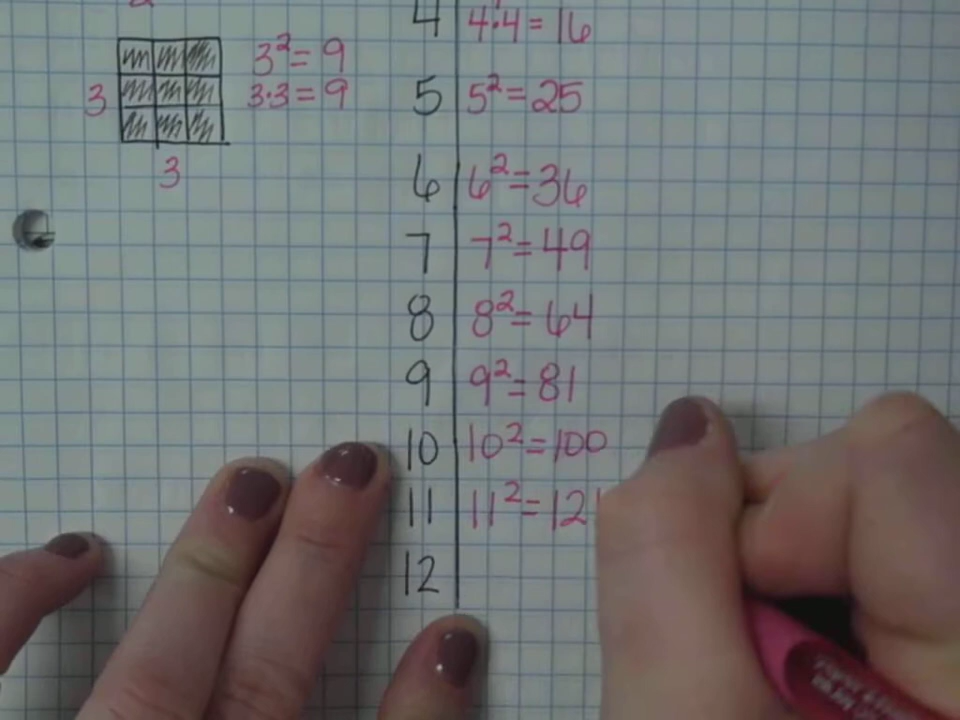 4 4·4 = 16
3² = 9
3 3·3 = 9
3
5 5² = 25
6 6² = 36
7 7² = 49
8 8² = 64
9 9² = 81
10 10² = 100
11 11² = 121
12